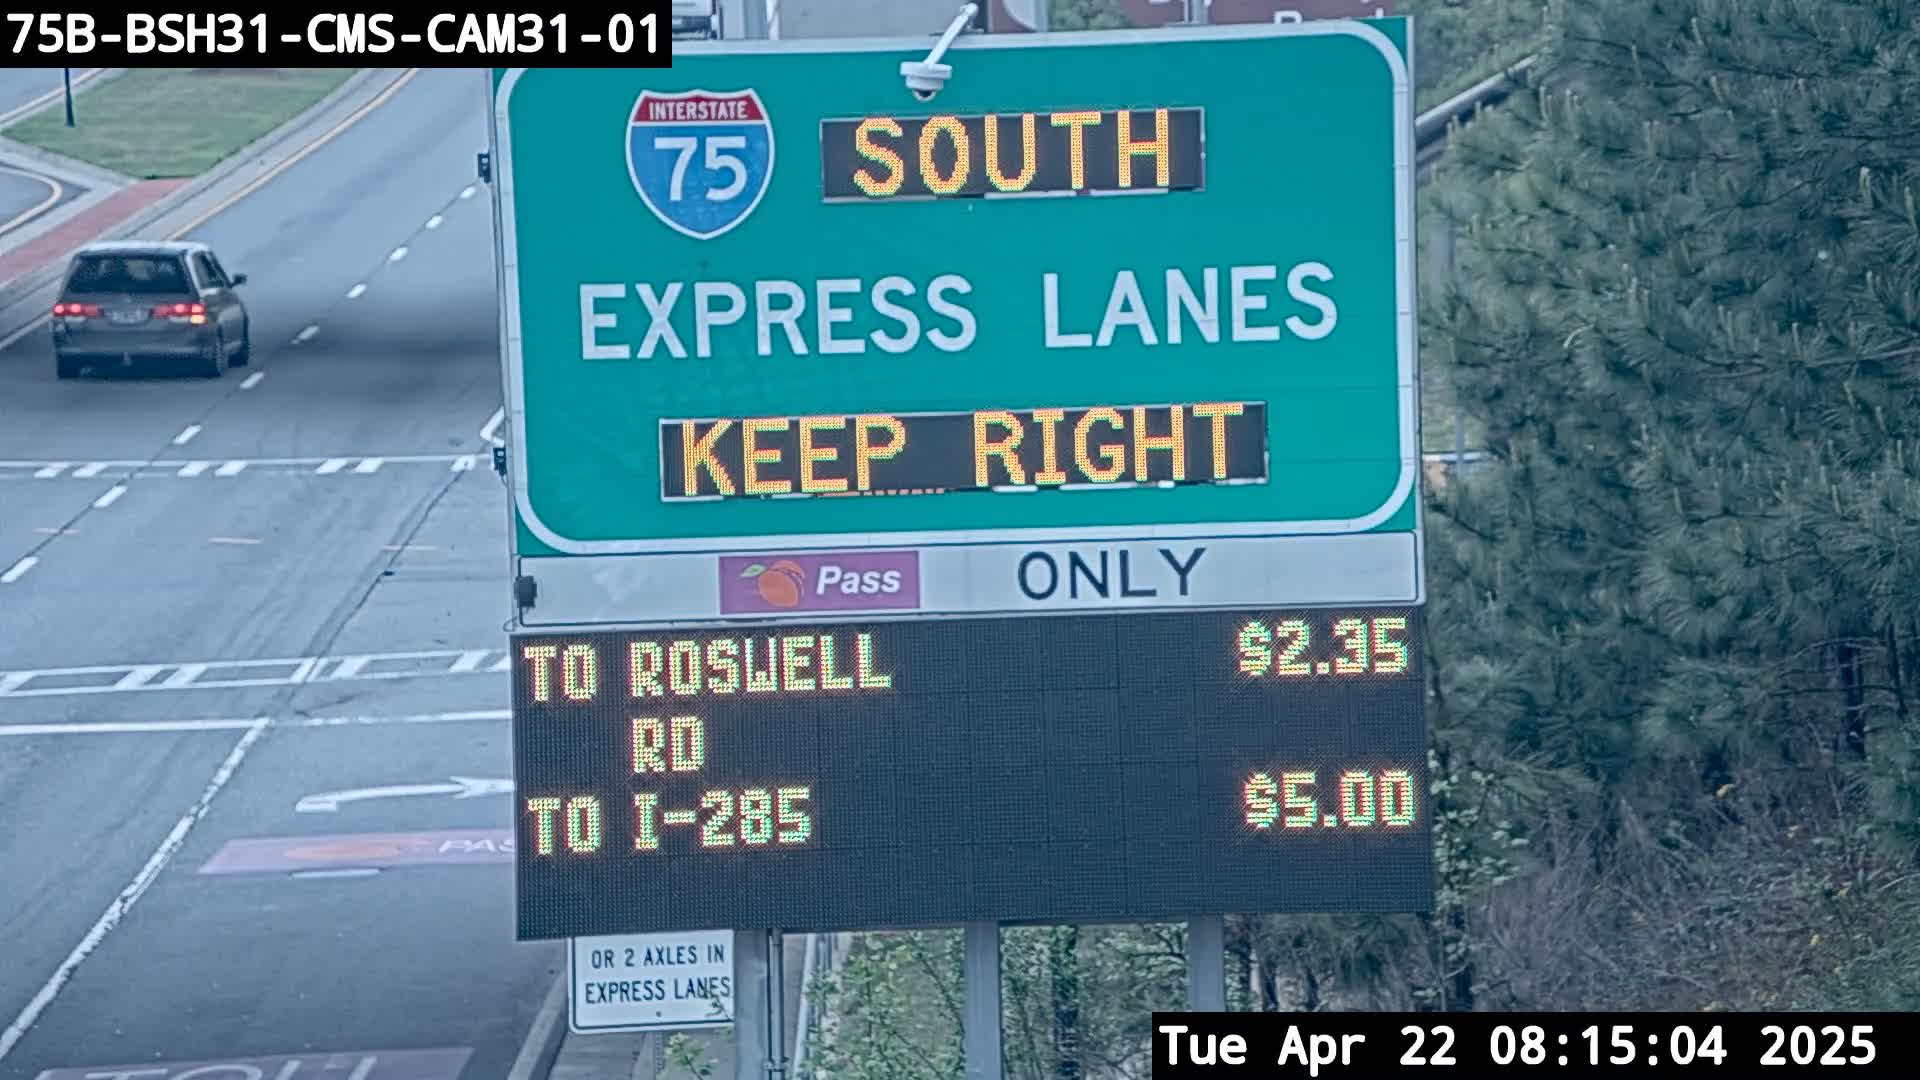 75B-BSH31-CMS-CAM31-01
INTERSTATE
75
SOUTH
EXPRESS LANES
KEEP RIGHT
Pass ONLY
TO ROSWELL $2.35
RD
TO I-285 $5.00
PAS
OR 2 AXLES IN
EXPRESS LANES
Tue Apr 22 08:15:04 2025